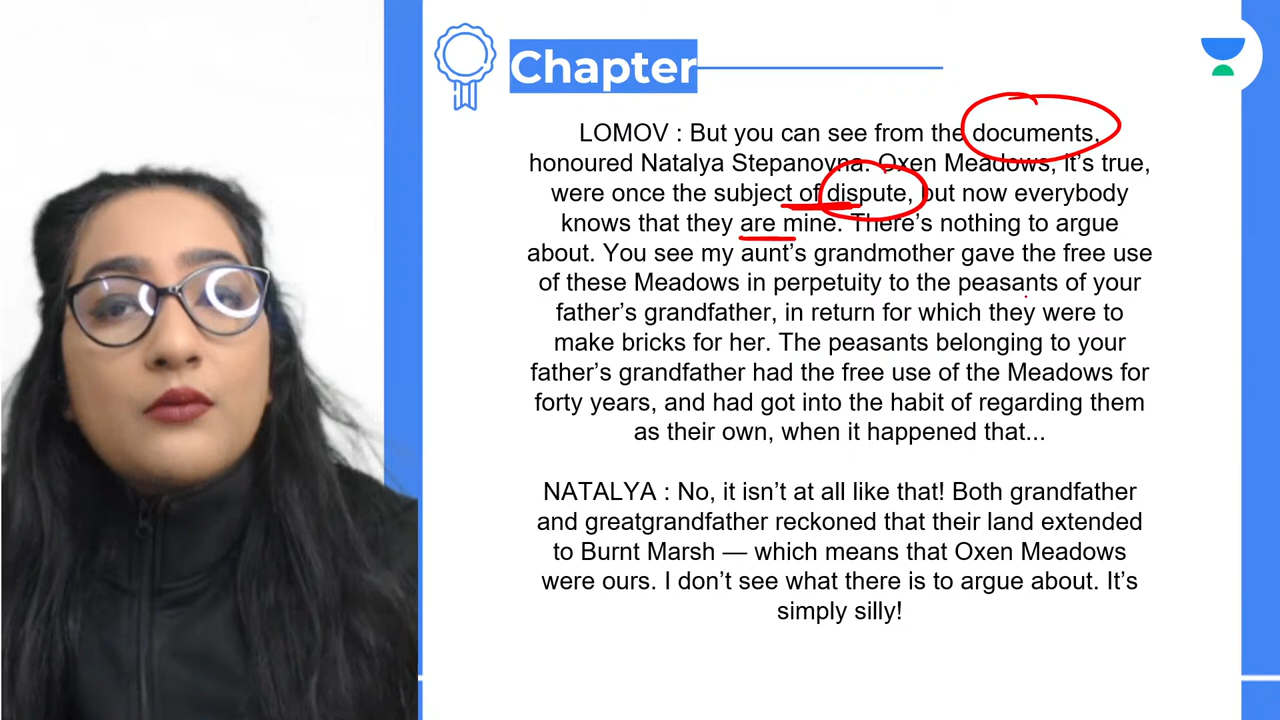 Chapter
LOMOV : But you can see from the documents,
honoured Natalya Stepanovna. Oxen Meadows, it's true,
were once the subject of dispute, but now everybody
knows that they are mine. There's nothing to argue
about. You see my aunt's grandmother gave the free use
of these Meadows in perpetuity to the peasants of your
father's grandfather, in return for which they were to
make bricks for her. The peasants belonging to your
father's grandfather had the free use of the Meadows for
forty years, and had got into the habit of regarding them
as their own, when it happened that...
NATALYA : No, it isn't at all like that! Both grandfather
and greatgrandfather reckoned that their land extended
to Burnt Marsh — which means that Oxen Meadows
were ours. I don't see what there is to argue about. It's
simply silly!